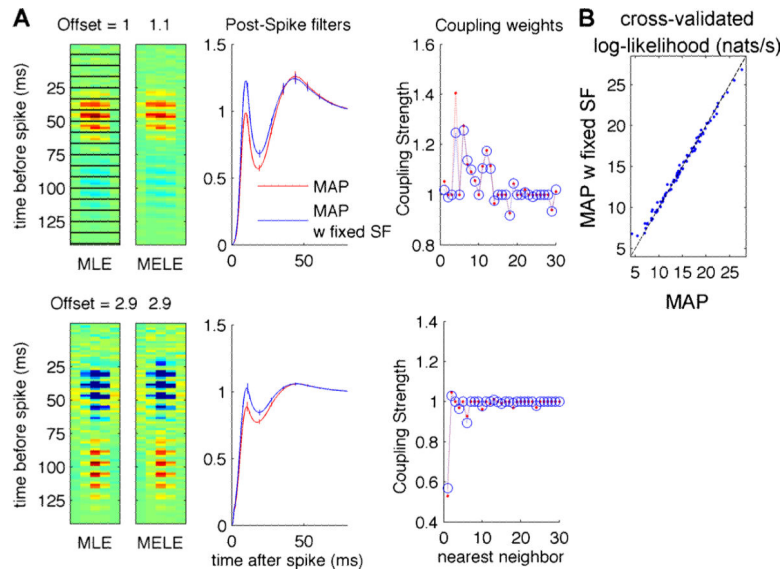 A
Offset = 1
1.1
Post-Spike filters
Coupling weights
B
cross-validated
log-likelihood (nats/s)
time before spike (ms)
25
50
75
100
125
MLE
MELE
1.5
1
0.5
0
0
50
MAP
MAP
w fixed SF
Coupling Strength
1.6
1.4
1.2
1
0.8
0
10
20
30
MAP w fixed SF
25
20
15
10
5
5
10
15
20
25
MAP
Offset = 2.9
2.9
time before spike (ms)
25
50
75
100
125
MLE
MELE
1.5
1
0.5
0
0
50
time after spike (ms)
Coupling Strength
1.4
1.2
1
0.8
0.6
0.4
0
10
20
30
nearest neighbor